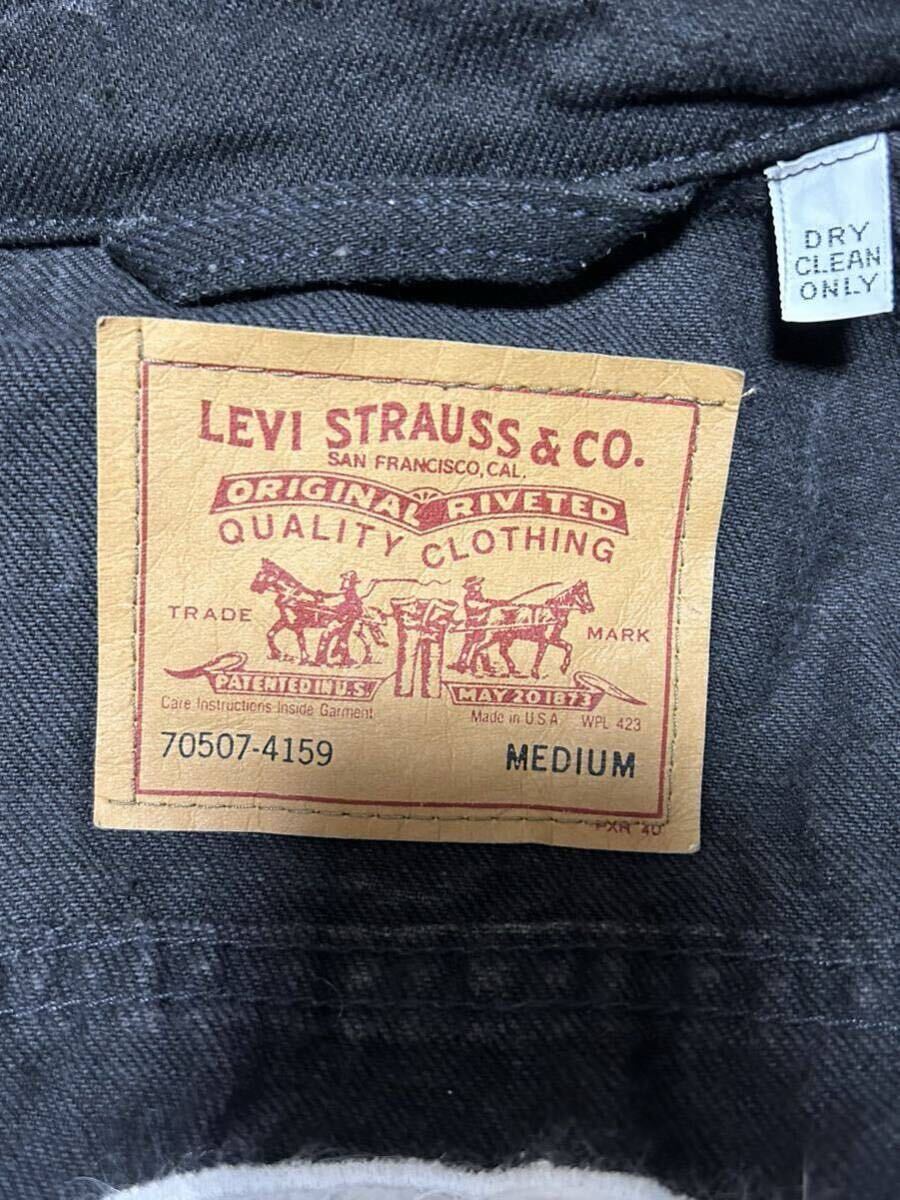 DRY
CLEAN
ONLY
LEVI STRAUSS & CO.
SAN FRANCISCO, CAL.
ORIGINAL RIVETED
QUALITY CLOTHING
TRADE MARK
PATENTED IN U.S. MAY 20 1873
Care Instructions Inside Garment Made in U.S.A WPL 423
70507-4159 MEDIUM